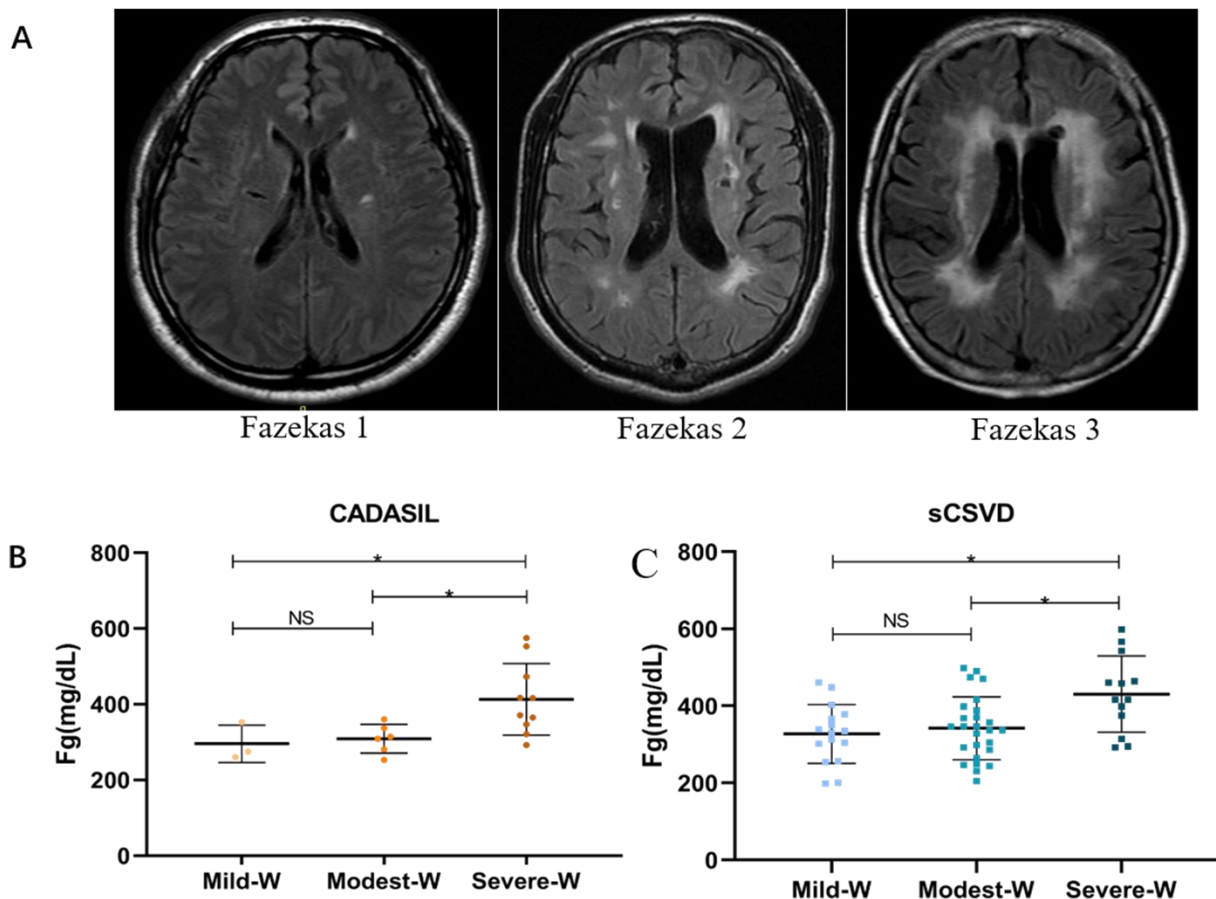 A
Fazekas 1
Fazekas 2
Fazekas 3
CADASIL
B
800
600
400
200
0
Fg(mg/dL)
*
*
NS
Mild-W
Modest-W
Severe-W
sCSVD
C
800
600
400
200
0
Fg(mg/dL)
*
*
NS
Mild-W
Modest-W
Severe-W